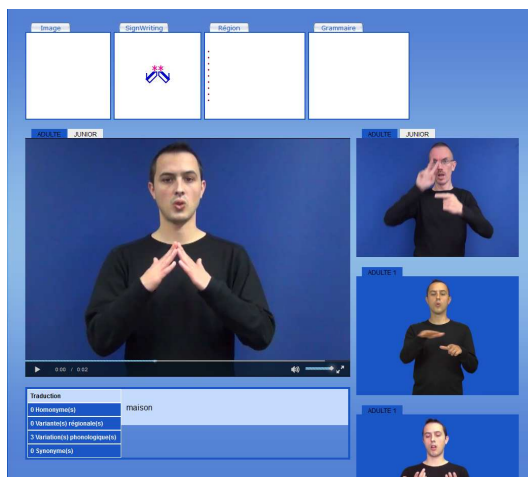 Image
SignWriting
Région
Grammaire
ADULTE JUNIOR
ADULTE JUNIOR
0:00 / 0:02
ADULTE 1
Traduction
maison
0 Homonyme(s)
0 Variante(s) régionale(s)
3 Variation(s) phonologique(s)
0 Synonyme(s)
ADULTE 1